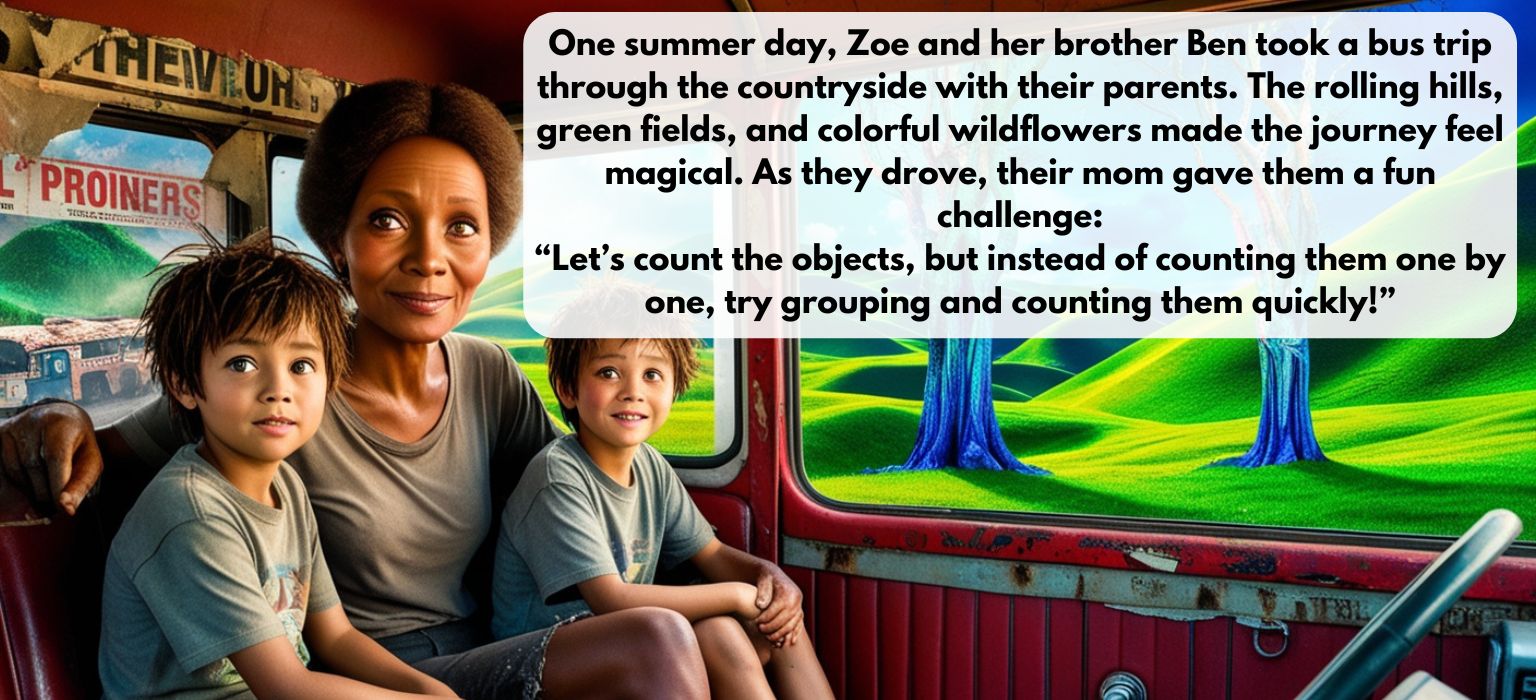 One summer day, Zoe and her brother Ben took a bus trip
through the countryside with their parents. The rolling hills,
green fields, and colorful wildflowers made the journey feel
magical. As they drove, their mom gave them a fun
challenge:
“Let’s count the objects, but instead of counting them one by
one, try grouping and counting them quickly!”
PROINERS